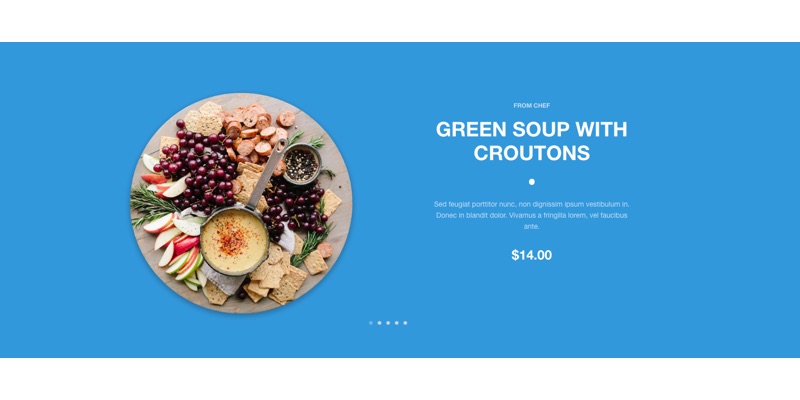 FROM CHEF
GREEN SOUP WITH
CROUTONS
Sed feugiat porttitor nunc, non dignissim ipsum vestibulum in.
Donec in blandit dolor. Vivamus a fringilla lorem, vel faucibus
ante.
$14.00